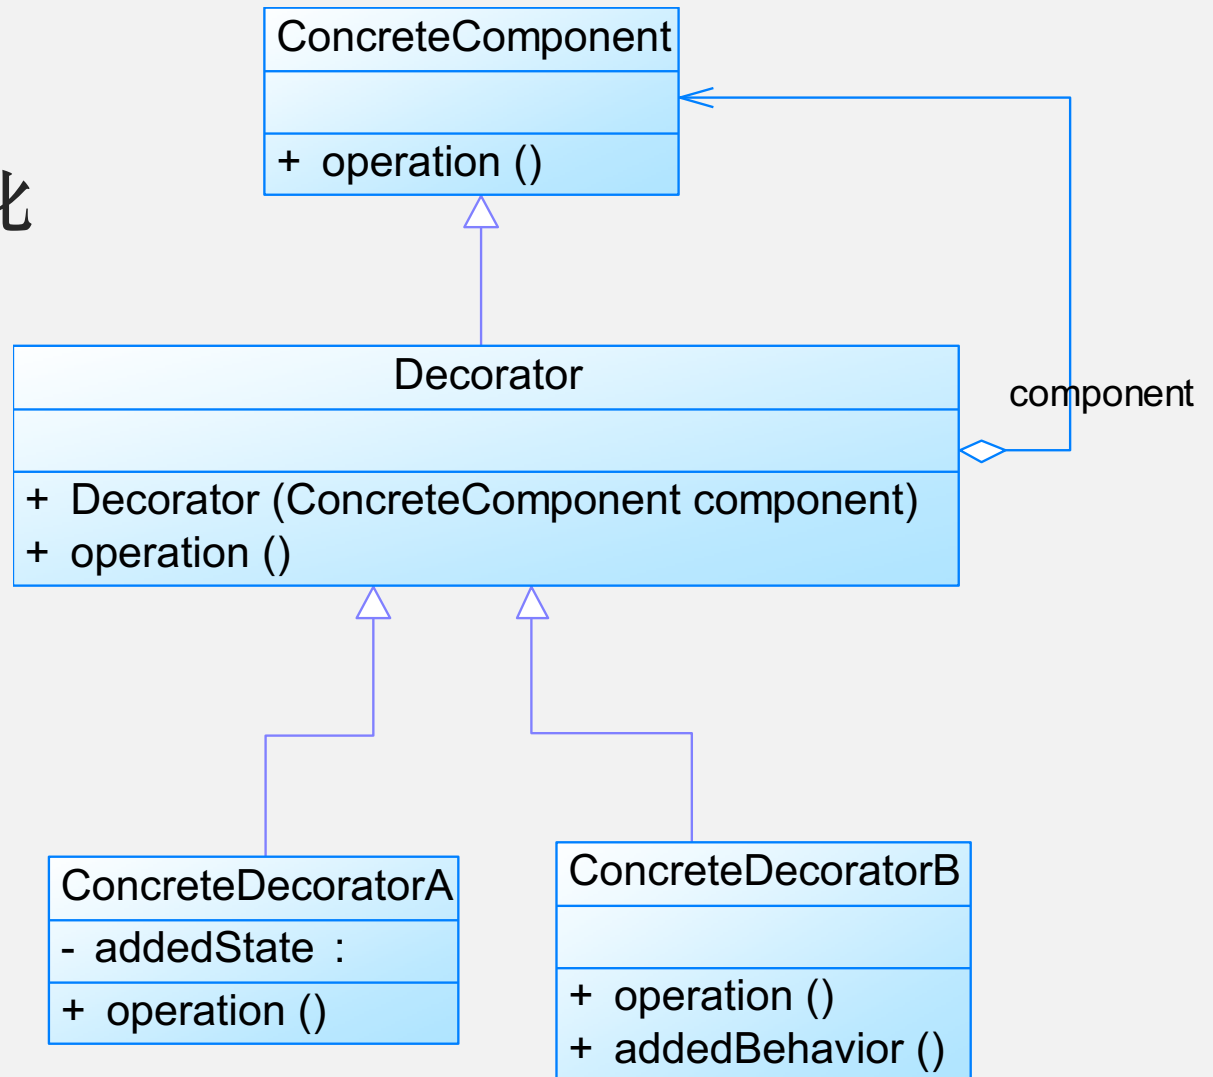 ConcreteComponent
+ operation ()
Decorator
component
+ Decorator (ConcreteComponent component)
+ operation ()
ConcreteDecoratorA
- addedState :
+ operation ()
ConcreteDecoratorB
+ operation ()
+ addedBehavior ()